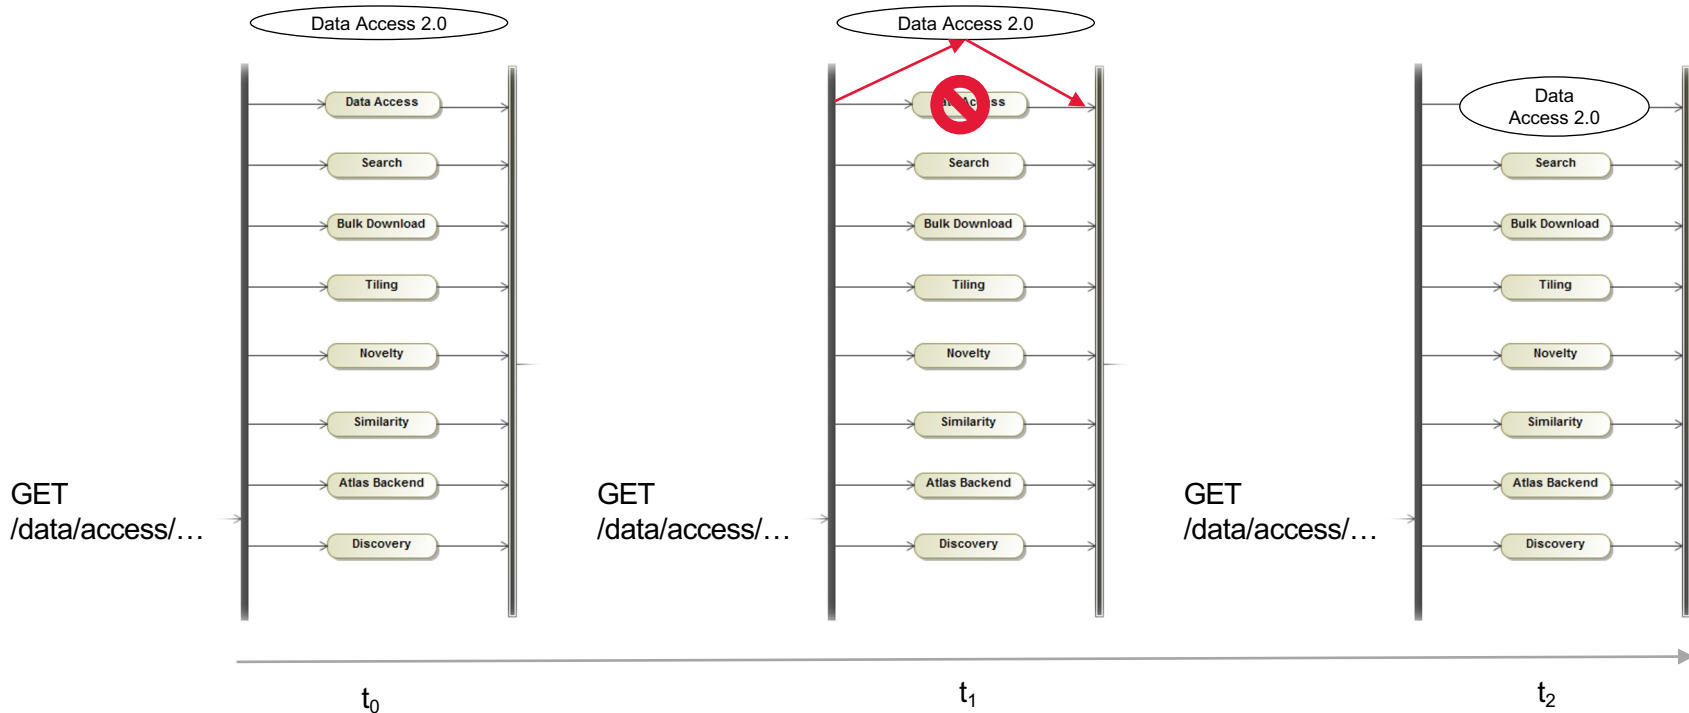 Data Access 2.0
Data Access
Search
Bulk Download
Tiling
Novelty
Similarity
Atlas Backend
Discovery
GET
/data/access/…
t0
Data Access 2.0
Search
Bulk Download
Tiling
Novelty
Similarity
Atlas Backend
Discovery
GET
/data/access/…
t1
Data
Access 2.0
Search
Bulk Download
Tiling
Novelty
Similarity
Atlas Backend
Discovery
GET
/data/access/…
t2